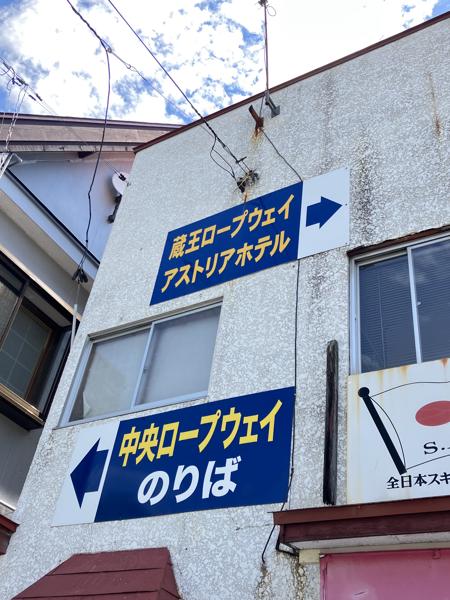 蔵王ロープウェイ
アストリアホテル
中央ロープウェイ
のりば
S.
全日本スキ